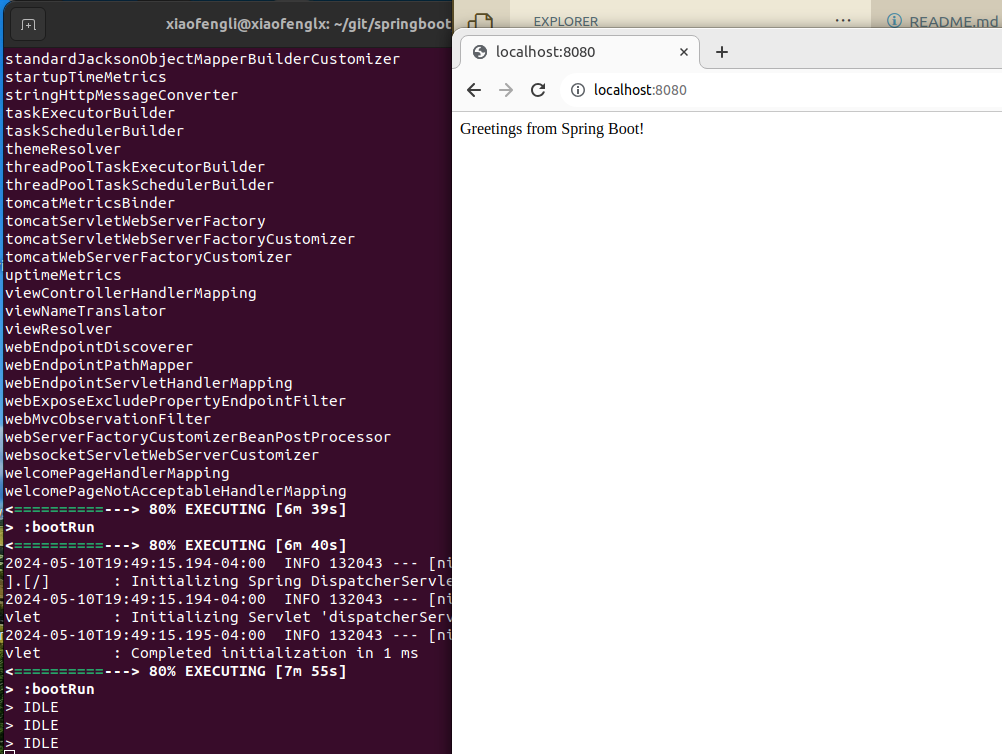 xiaofengli@xiaofenglx: ~/git/springboot
standardJacksonObjectMapperBuilderCustomizer
startupTimeMetrics
stringHttpMessageConverter
taskExecutorBuilder
taskSchedulerBuilder
themeResolver
threadPoolTaskExecutorBuilder
threadPoolTaskSchedulerBuilder
tomcatMetricsBinder
tomcatServletWebServerFactory
tomcatServletWebServerFactoryCustomizer
tomcatWebServerFactoryCustomizer
uptimeMetrics
viewControllerHandlerMapping
viewNameTranslator
viewResolver
webEndpointDiscoverer
webEndpointPathMapper
webEndpointServletHandlerMapping
webExposeExcludePropertyEndpointFilter
webMvcObservationFilter
webServerFactoryCustomizerBeanPostProcessor
websocketServletWebServerCustomizer
welcomePageHandlerMapping
welcomePageNotAcceptableHandlerMapping
<==========---> 80% EXECUTING [6m 39s]
> :bootRun
<==========---> 80% EXECUTING [6m 40s]
2024-05-10T19:49:15.194-04:00  INFO 132043 --- [ni
].[/]       : Initializing Spring DispatcherServle
2024-05-10T19:49:15.194-04:00  INFO 132043 --- [ni
vlet        : Initializing Servlet 'dispatcherServ
2024-05-10T19:49:15.195-04:00  INFO 132043 --- [ni
vlet        : Completed initialization in 1 ms
<==========---> 80% EXECUTING [7m 55s]
> :bootRun
> IDLE
> IDLE
> IDLE
EXPLORER ...
README.md
localhost:8080
localhost:8080
Greetings from Spring Boot!